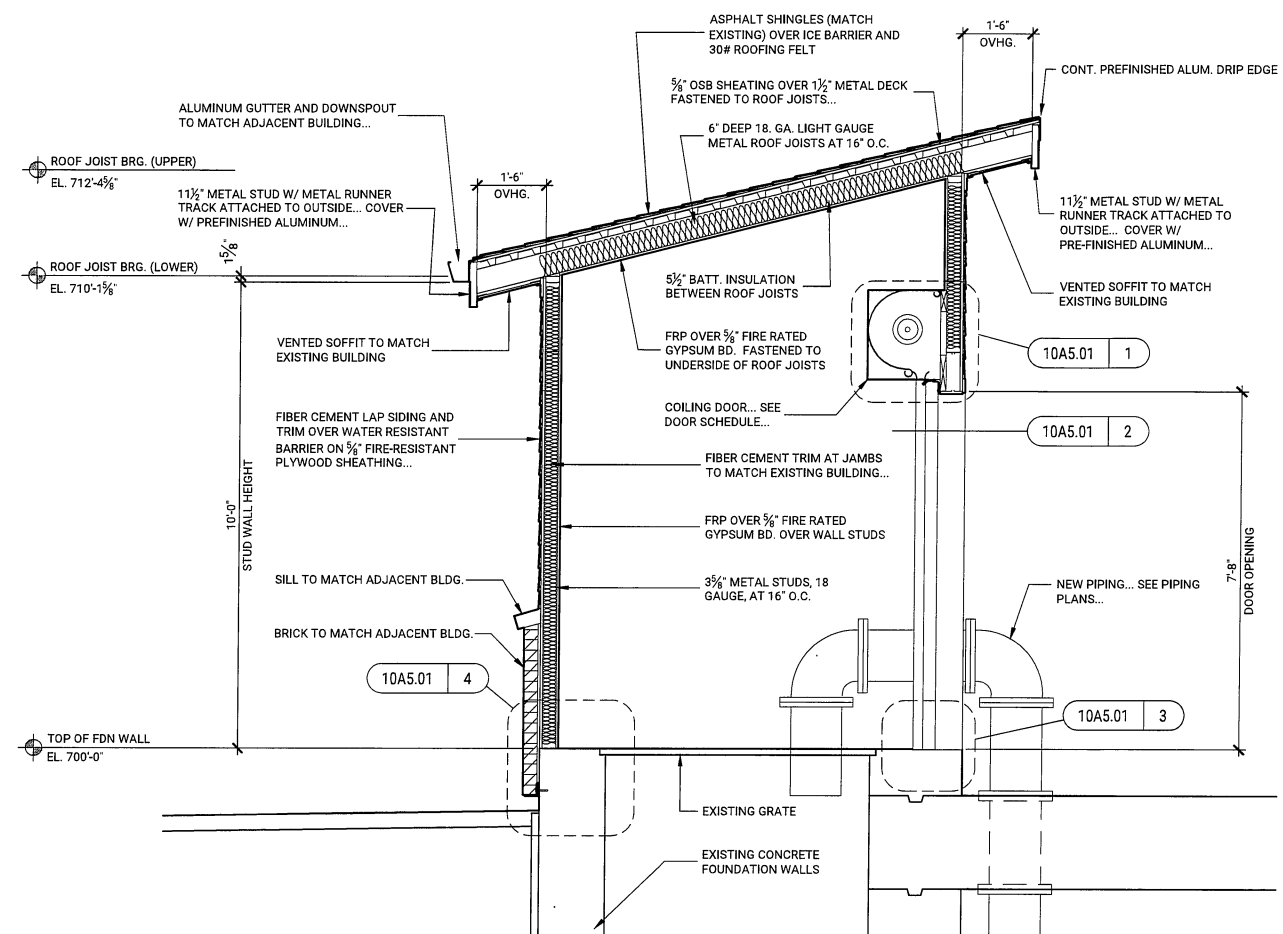 ASPHALT SHINGLES (MATCH
EXISTING) OVER ICE BARRIER AND
30# ROOFING FELT
1'-6"
OVHG.
CONT. PREFINISHED ALUM. DRIP EDGE
⅝" OSB SHEATING OVER 1½" METAL DECK
FASTENED TO ROOF JOISTS...
ALUMINUM GUTTER AND DOWNSPOUT
TO MATCH ADJACENT BUILDING...
6" DEEP 18. GA. LIGHT GAUGE
METAL ROOF JOISTS AT 16" O.C.
ROOF JOIST BRG. (UPPER)
EL. 712'-4⅝"
1'-6"
OVHG.
11½" METAL STUD W/ METAL RUNNER
TRACK ATTACHED TO OUTSIDE... COVER
W/ PREFINISHED ALUMINUM...
11½" METAL STUD W/ METAL
RUNNER TRACK ATTACHED TO
OUTSIDE... COVER W/
PRE-FINISHED ALUMINUM...
1⅝"
ROOF JOIST BRG. (LOWER)
EL. 710'-1⅝"
5½" BATT. INSULATION
BETWEEN ROOF JOISTS
VENTED SOFFIT TO MATCH
EXISTING BUILDING
VENTED SOFFIT TO MATCH
EXISTING BUILDING
FRP OVER ⅝" FIRE RATED
GYPSUM BD. FASTENED TO
UNDERSIDE OF ROOF JOISTS
10A5.01 1
COILING DOOR... SEE
DOOR SCHEDULE...
10A5.01 2
FIBER CEMENT LAP SIDING AND
TRIM OVER WATER RESISTANT
BARRIER ON ⅝" FIRE-RESISTANT
PLYWOOD SHEATHING...
FIBER CEMENT TRIM AT JAMBS
TO MATCH EXISTING BUILDING...
10'-0"
STUD WALL HEIGHT
FRP OVER ⅝" FIRE RATED
GYPSUM BD. OVER WALL STUDS
7'-8"
DOOR OPENING
SILL TO MATCH ADJACENT BLDG.
3⅝" METAL STUDS, 18
GAUGE, AT 16" O.C.
NEW PIPING... SEE PIPING
PLANS...
BRICK TO MATCH ADJACENT BLDG.
10A5.01 4
10A5.01 3
TOP OF FDN WALL
EL. 700'-0"
EXISTING GRATE
EXISTING CONCRETE
FOUNDATION WALLS